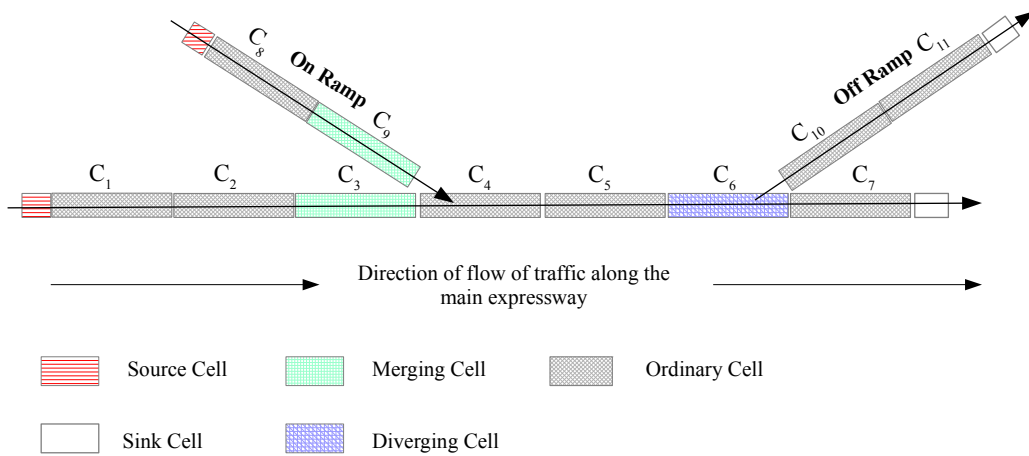 C8
On Ramp
C9
Off Ramp
C11
C10
C1
C2
C3
C4
C5
C6
C7
Direction of flow of traffic along the
main expressway
Source Cell
Merging Cell
Ordinary Cell
Sink Cell
Diverging Cell